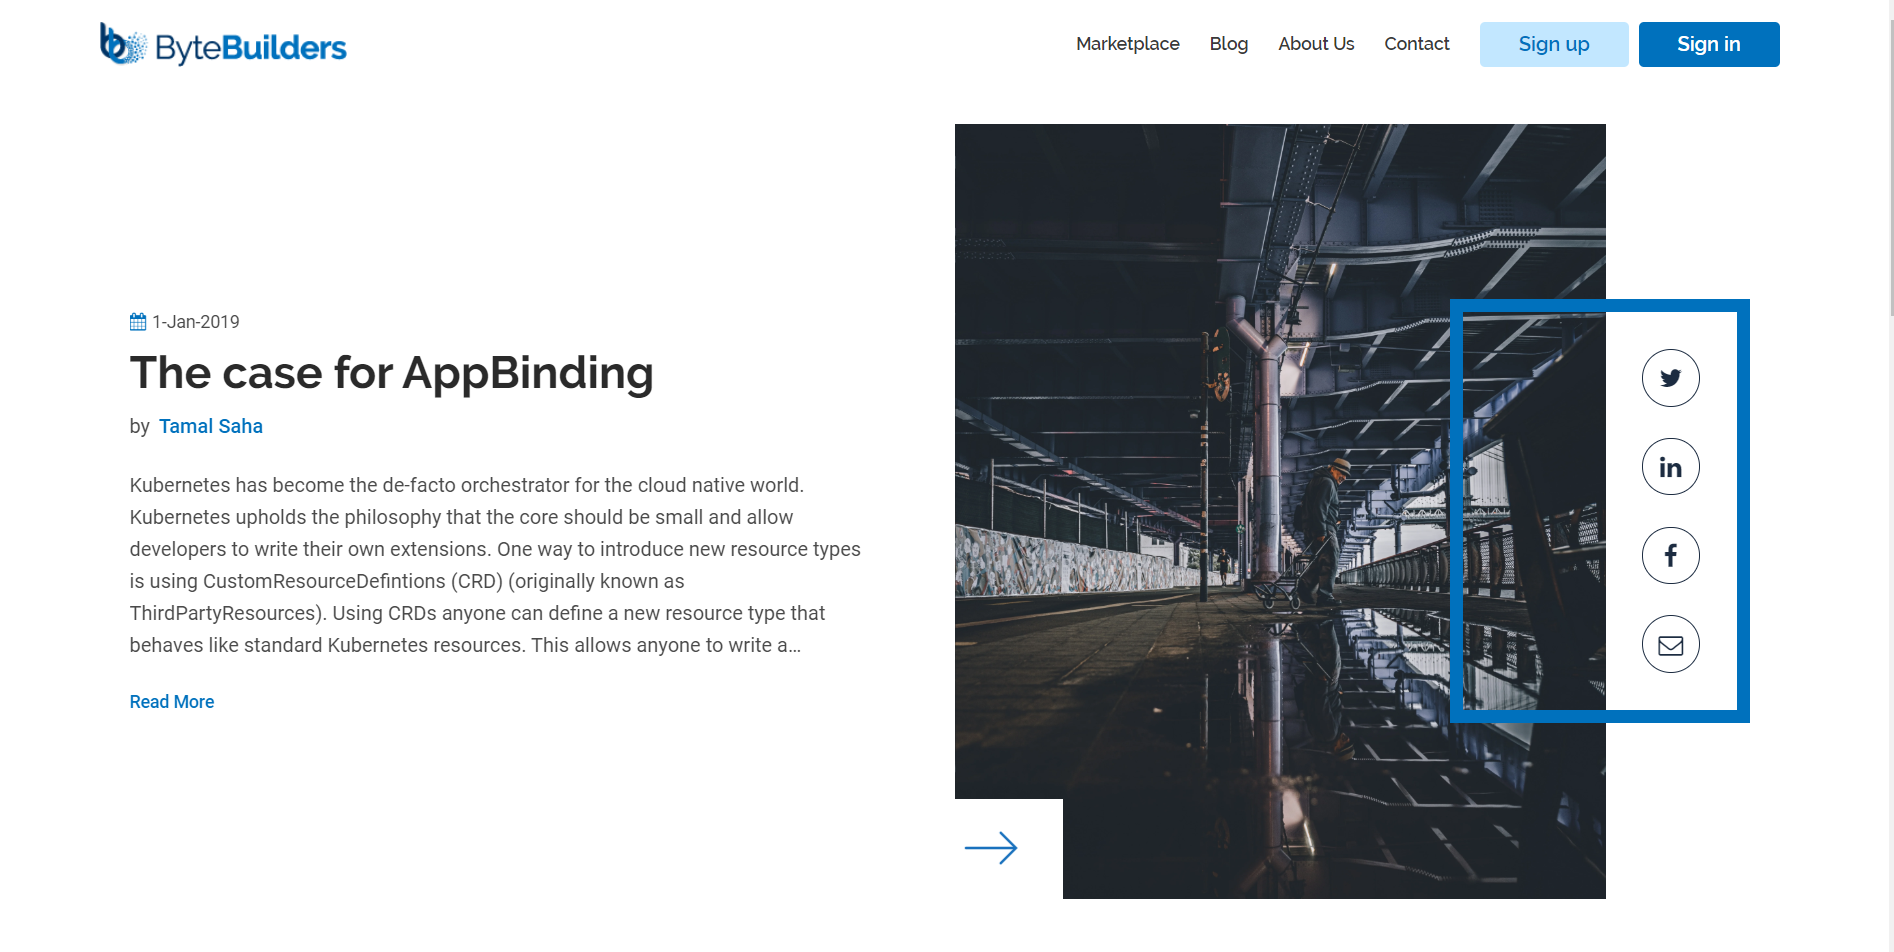 ByteBuilders
Marketplace Blog About Us Contact Sign up Sign in
1-Jan-2019
The case for AppBinding
by Tamal Saha
Kubernetes has become the de-facto orchestrator for the cloud native world.
Kubernetes upholds the philosophy that the core should be small and allow
developers to write their own extensions. One way to introduce new resource types
is using CustomResourceDefintions (CRD) (originally known as
ThirdPartyResources). Using CRDs anyone can define a new resource type that
behaves like standard Kubernetes resources. This allows anyone to write a...
Read More